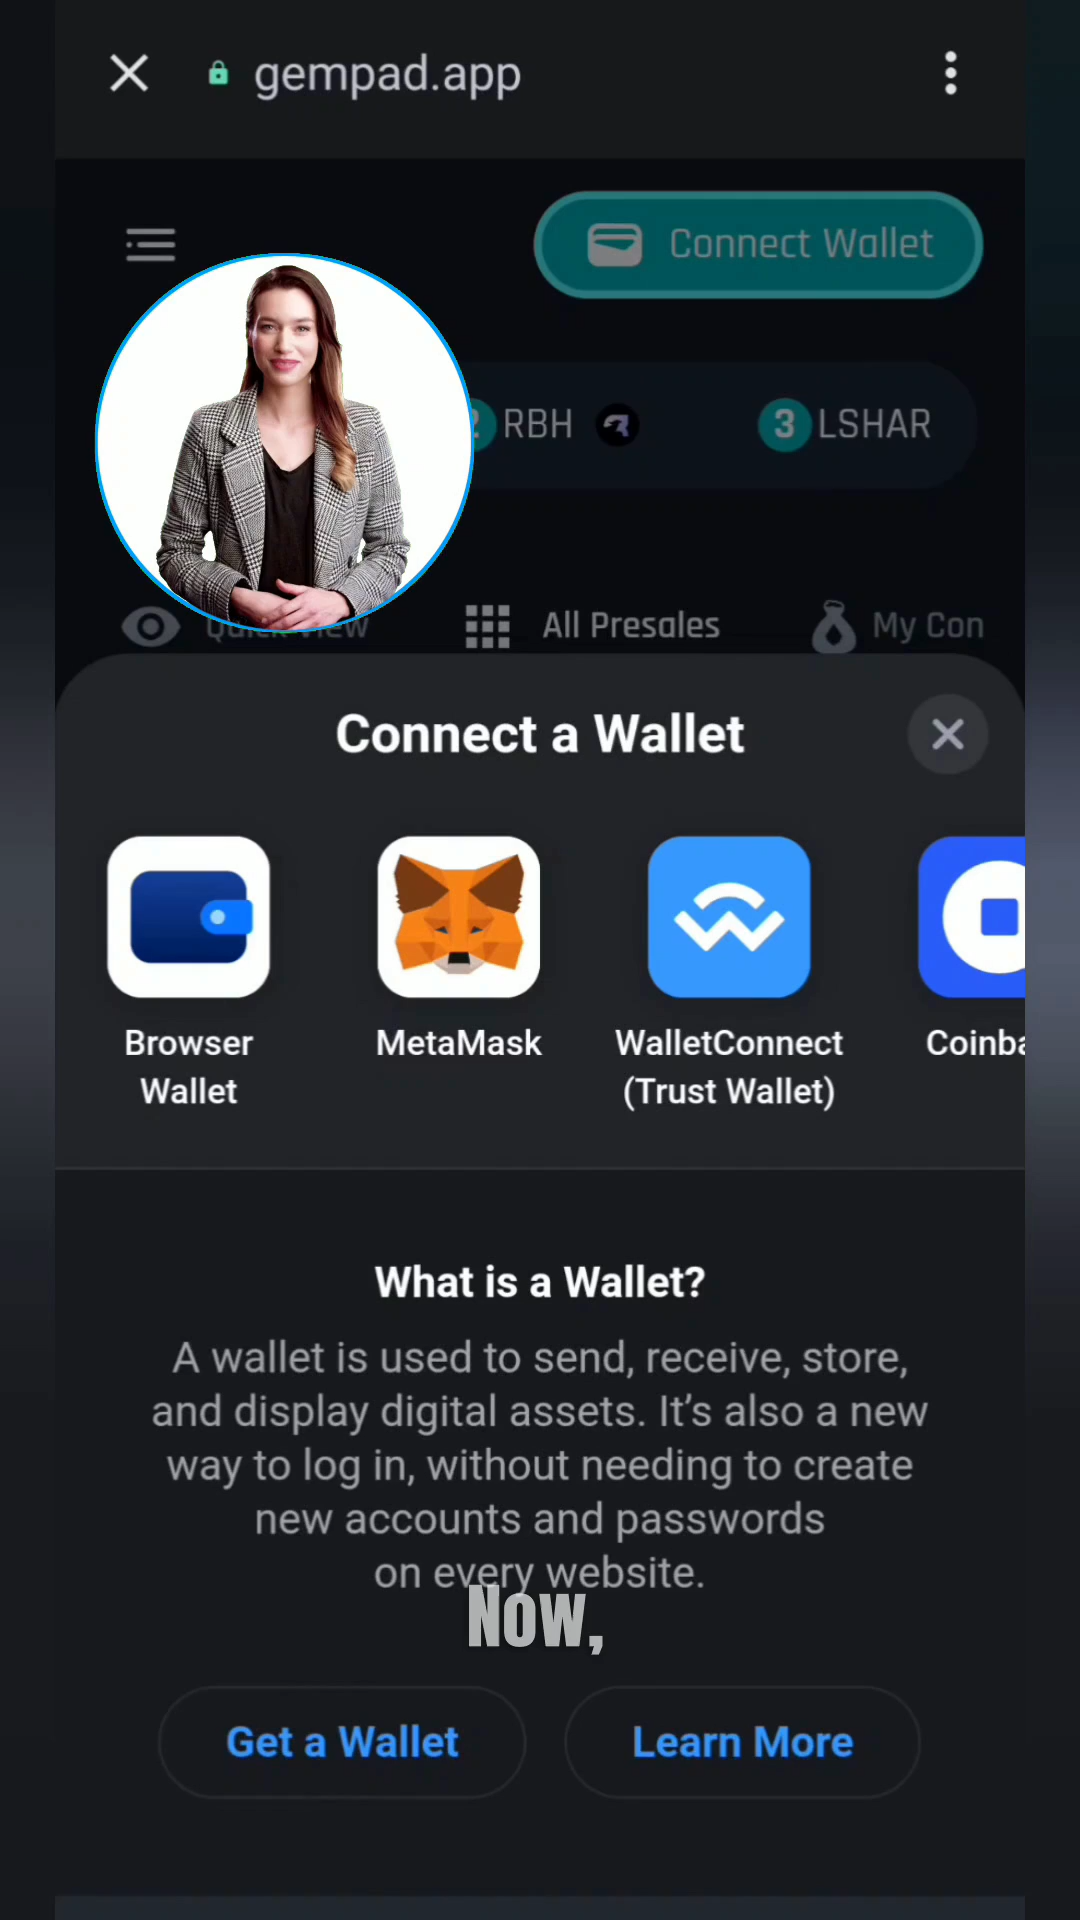 gempad.app
Connect Wallet
2 RBH
3 LSHAR
Quick View
All Presales
My Con
Connect a Wallet
Browser
Wallet
MetaMask
WalletConnect
(Trust Wallet)
Coinba
What is a Wallet?
A wallet is used to send, receive, store,
and display digital assets. It’s also a new
way to log in, without needing to create
new accounts and passwords
on every website.
Now,
Get a Wallet
Learn More